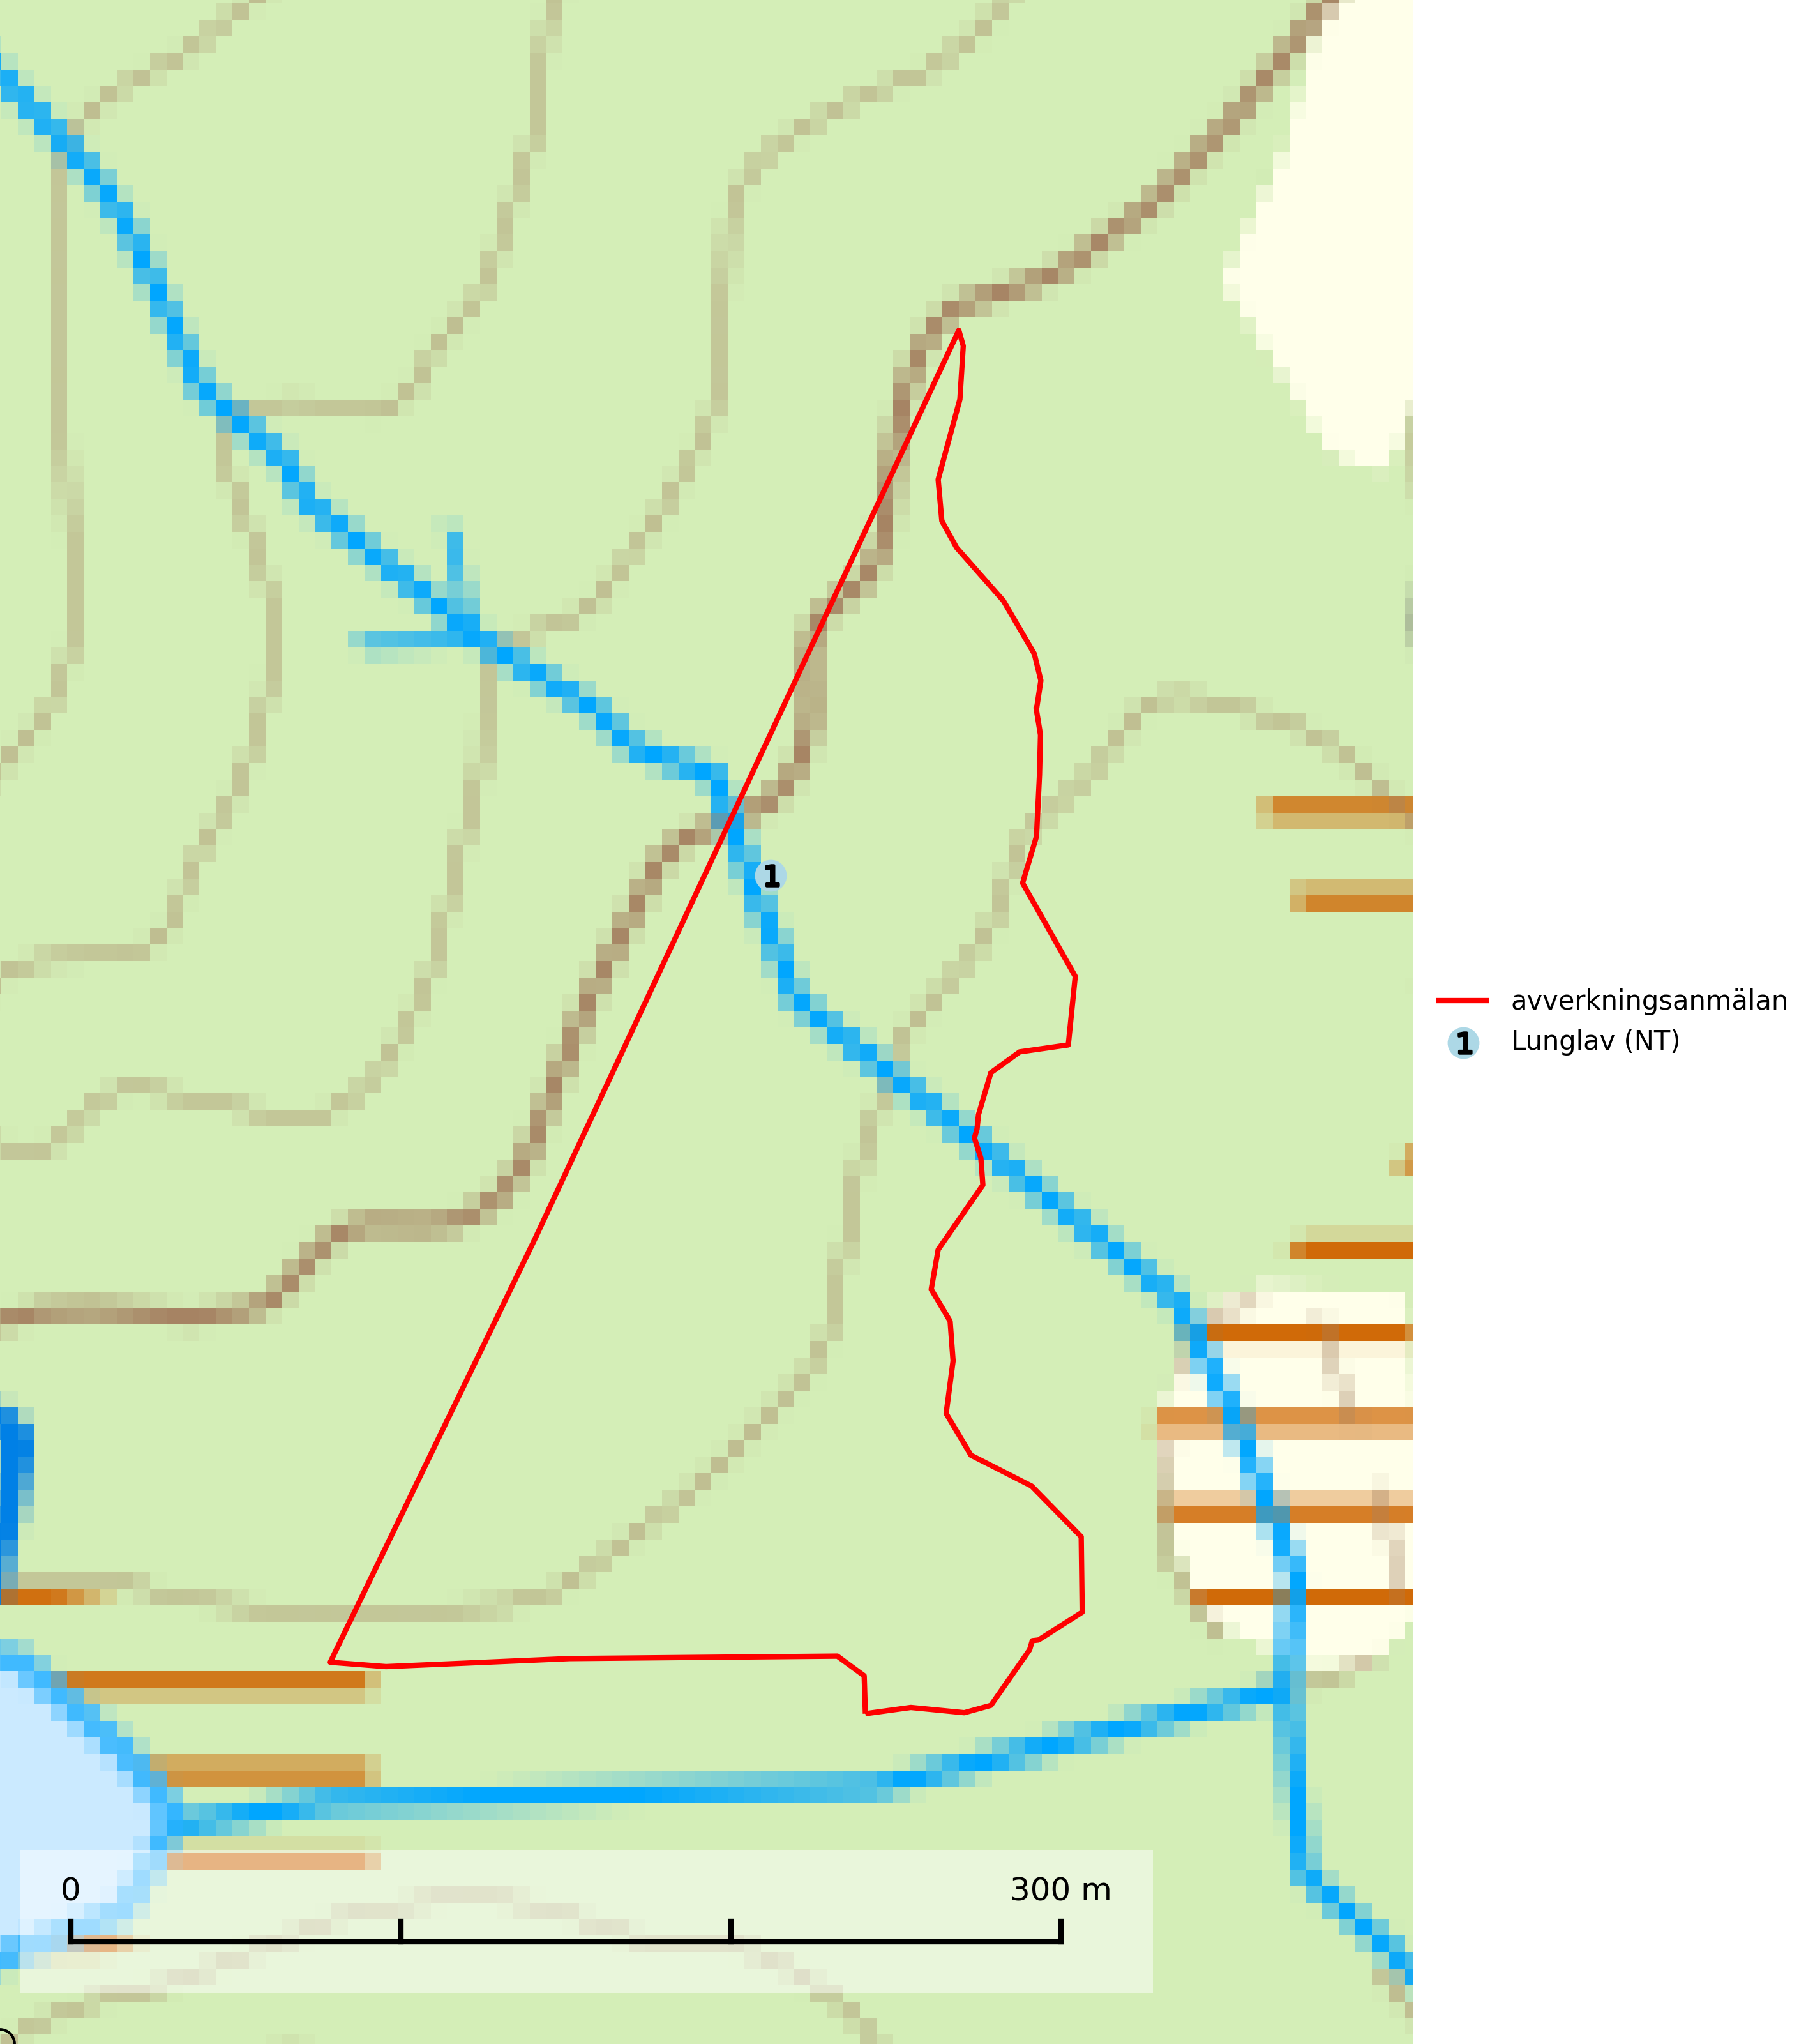 1
avverkningsanmälan
1 Lunglav (NT)
0 300 m